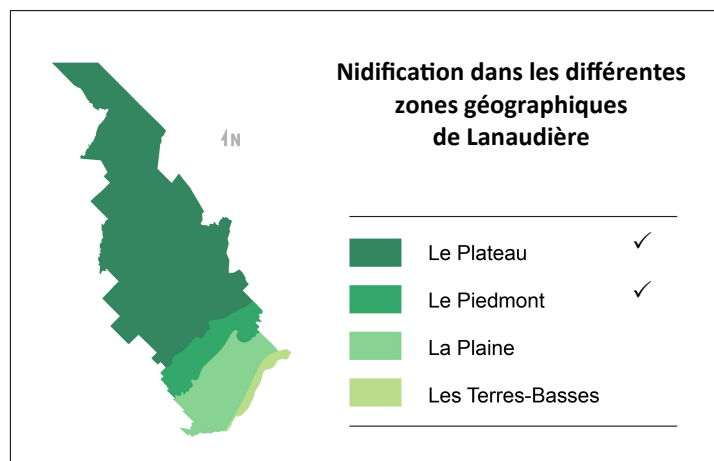 Nidification dans les différentes
zones géographiques
de Lanaudière
N
Le Plateau ✓
Le Piedmont ✓
La Plaine
Les Terres-Basses